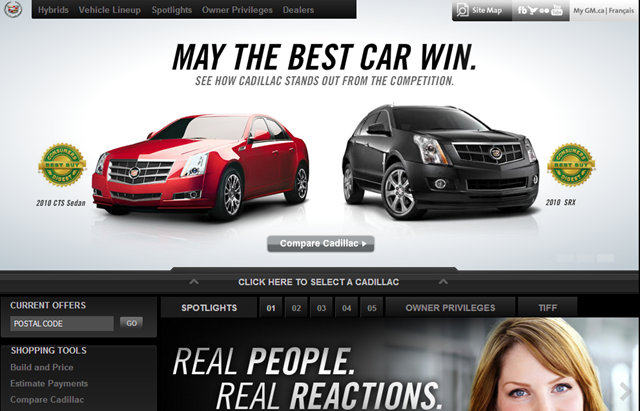 Hybrids Vehicle Lineup Spotlights Owner Privileges Dealers
Site Map
My GM.ca | Français
MAY THE BEST CAR WIN.
SEE HOW CADILLAC STANDS OUT FROM THE COMPETITION.
CONSUMERS
BEST BUY
DIGEST
2010 CTS Sedan
CONSUMERS
BEST BUY
DIGEST
2010 SRX
Compare Cadillac
CLICK HERE TO SELECT A CADILLAC
CURRENT OFFERS
POSTAL CODE GO
SPOTLIGHTS 01 02 03 04 05 OWNER PRIVILEGES TIFF
SHOPPING TOOLS
Build and Price
Estimate Payments
Compare Cadillac
REAL PEOPLE.
REAL REACTIONS.